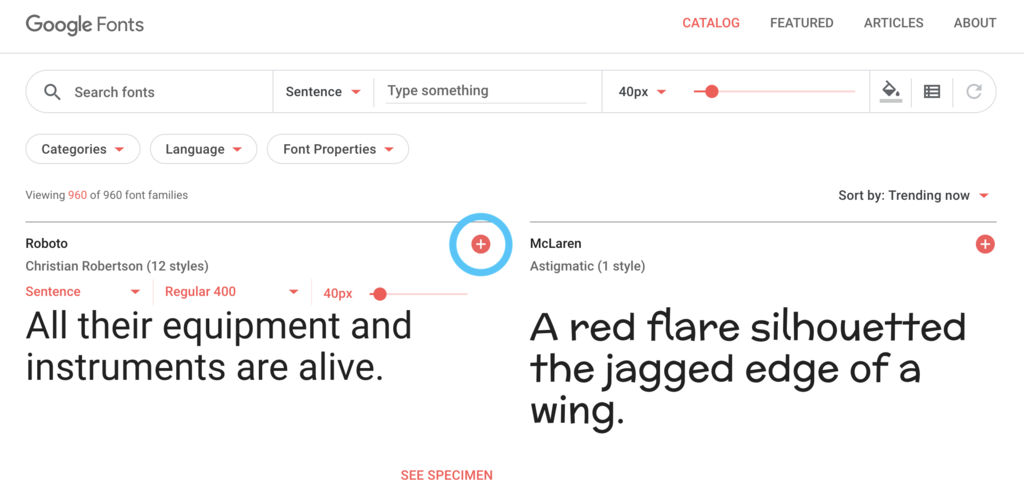 Google Fonts
CATALOG FEATURED ARTICLES ABOUT
Search fonts Sentence Type something 40px
Categories Language Font Properties
Viewing 960 of 960 font families Sort by: Trending now
Roboto
Christian Robertson (12 styles)
Sentence Regular 400 40px
All their equipment and
instruments are alive.
SEE SPECIMEN
McLaren
Astigmatic (1 style)
A red flare silhouetted
the jagged edge of a
wing.